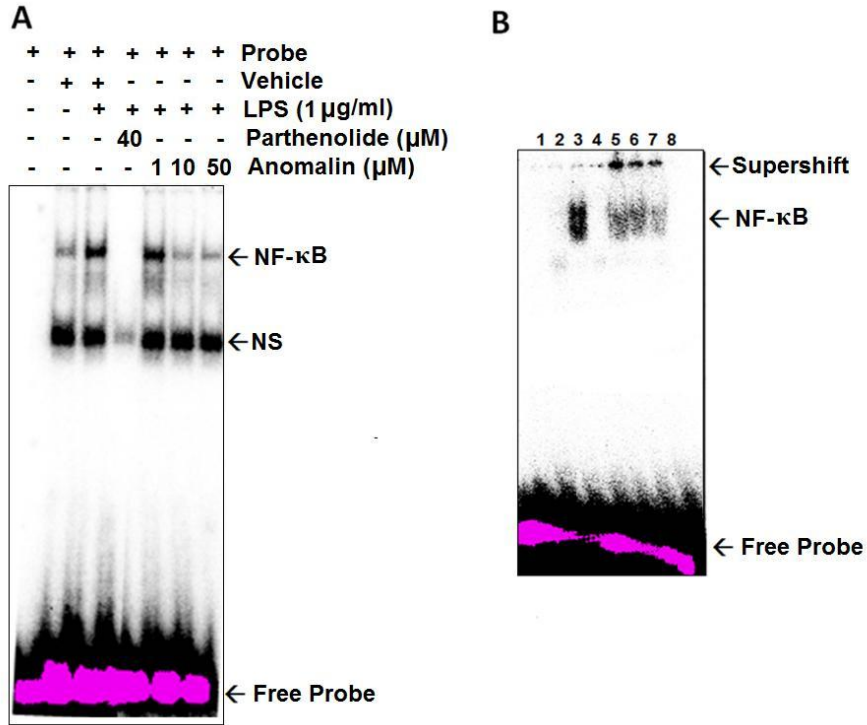 A
+ + + + + + + Probe
- + + - - - - Vehicle
- - + + + + + LPS (1 µg/ml)
- - - 40 - - - Parthenolide (µM)
- - - - 1 10 50 Anomalin (µM)
←NF-κB
←NS
← Free Probe
B
1 2 3 4 5 6 7 8
←Supershift
←NF-κB
← Free Probe